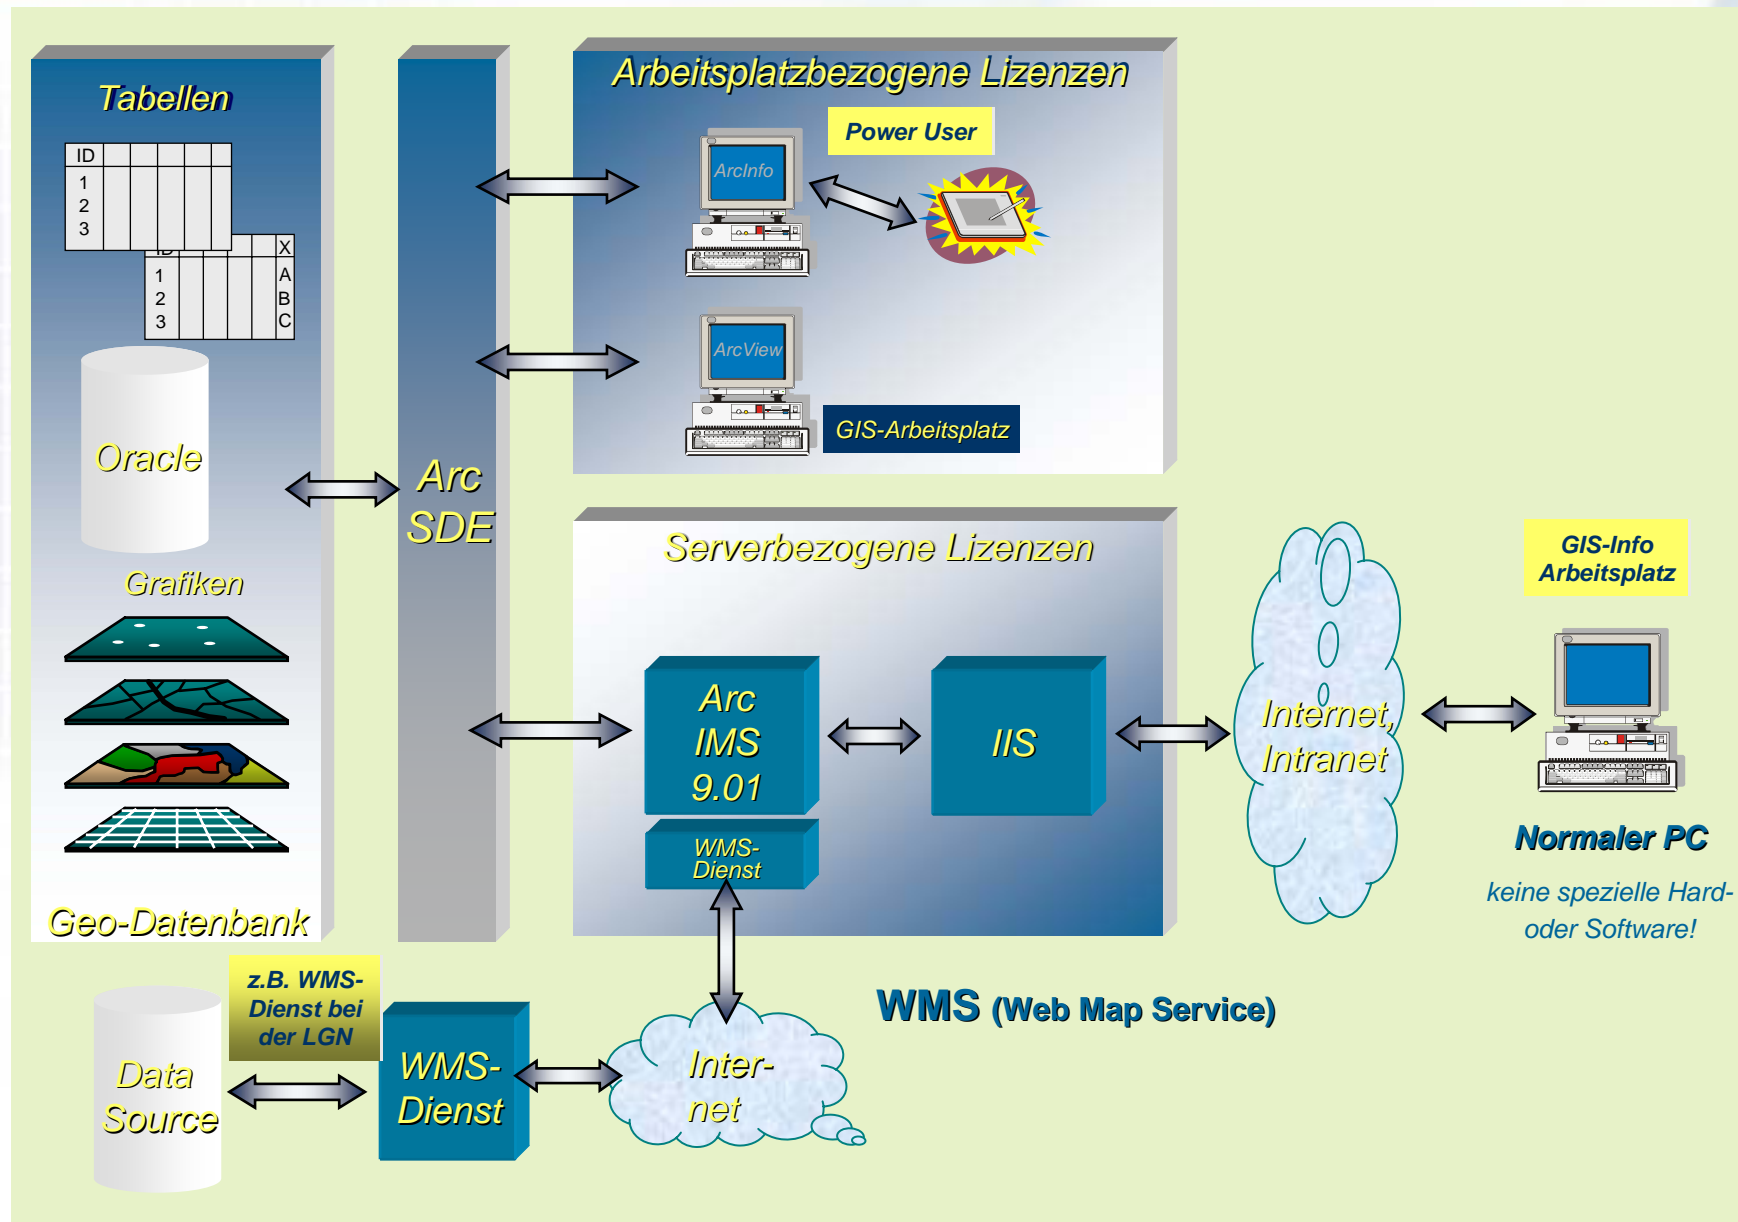 Tabellen
ID
1
2
3
ID X
1 A
2 B
3 C
Oracle
Grafiken
Geo-Datenbank
Arc
SDE
Arbeitsplatzbezogene Lizenzen
Power User
ArcInfo
ArcView
GIS-Arbeitsplatz
Serverbezogene Lizenzen
Arc
IMS
9.01
IIS
WMS-
Dienst
Internet,
Intranet
GIS-Info
Arbeitsplatz
Normaler PC
keine spezielle Hard-
oder Software!
z.B. WMS-
Dienst bei
der LGN
Data
Source
WMS-
Dienst
Inter-
net
WMS (Web Map Service)